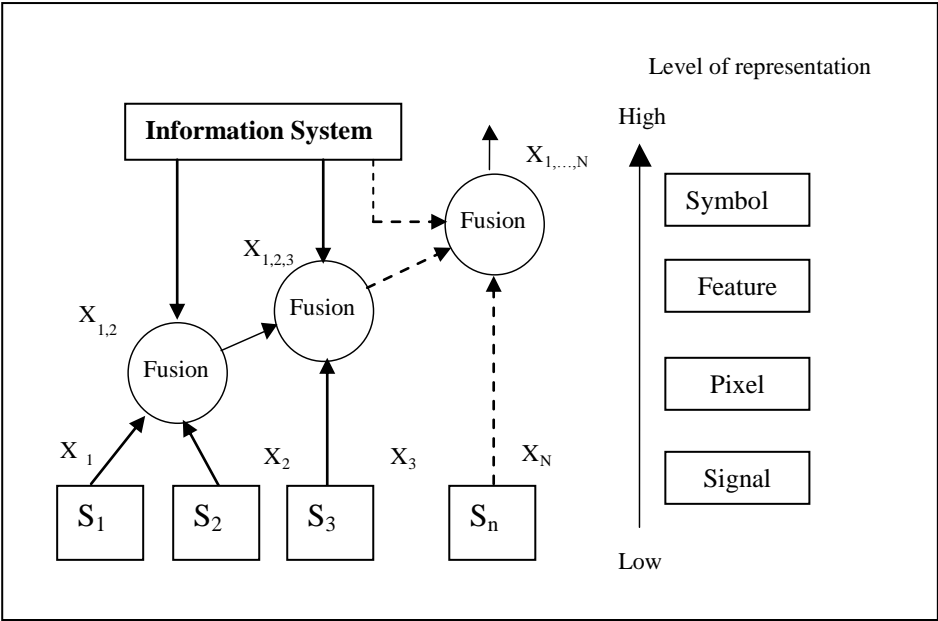 Level of representation
High
Information System
X1,…,N
Symbol
Fusion
X1,2,3
Feature
Fusion
X1,2
Fusion
Pixel
X 1
X2
X3
XN
Signal
S1
S2
S3
Sn
Low